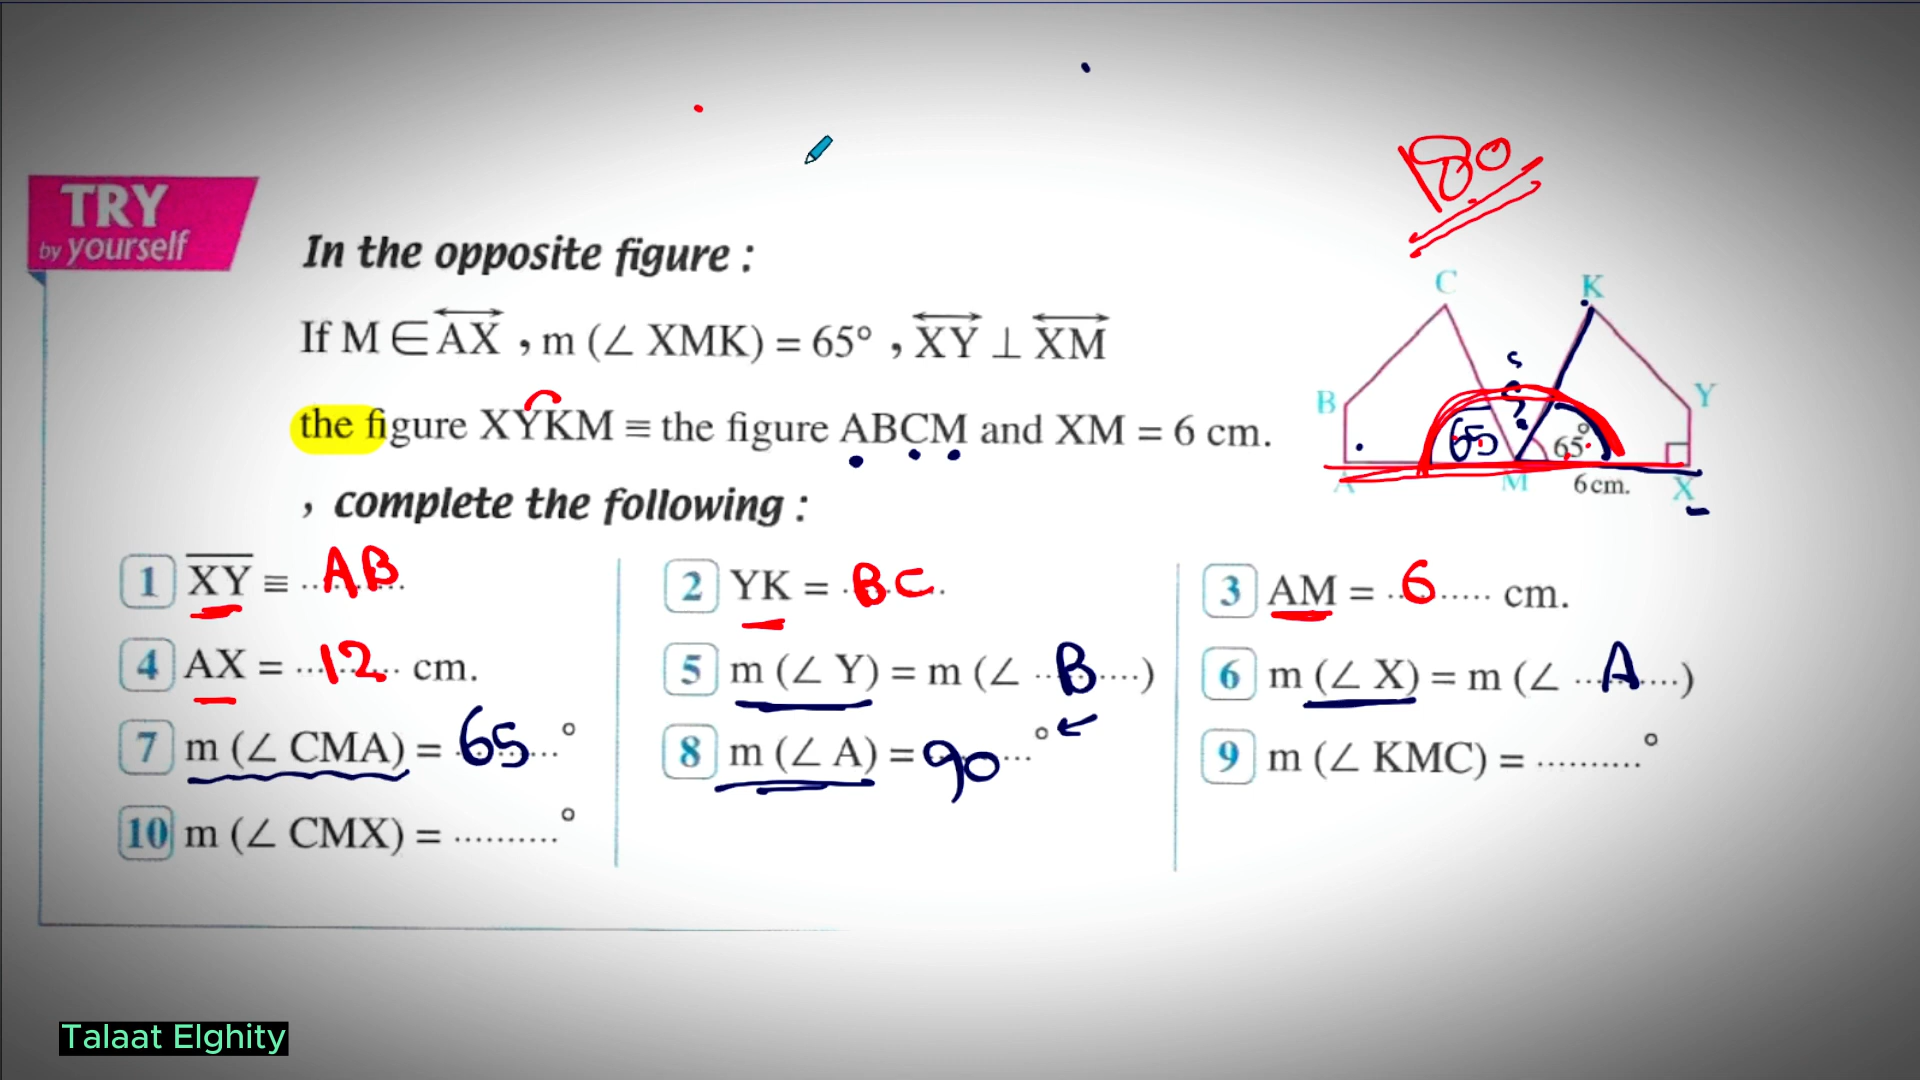 180
TRY
by yourself
In the opposite figure :
If M ∈ AX , m (∠ XMK) = 65° , XY ⊥ XM
the figure XYKM ≡ the figure ABCM and XM = 6 cm.
, complete the following :
C
K
B
Y
65
65°
A
M
6 cm.
X
1 XY ≡ AB
2 YK = BC
3 AM = 6 cm.
4 AX = 12 cm.
5 m (∠ Y) = m (∠ B)
6 m (∠ X) = m (∠ A)
7 m (∠ CMA) = 65°
8 m (∠ A) = 90°
9 m (∠ KMC) = ..........°
10 m (∠ CMX) = ..........°
Talaat Elghity